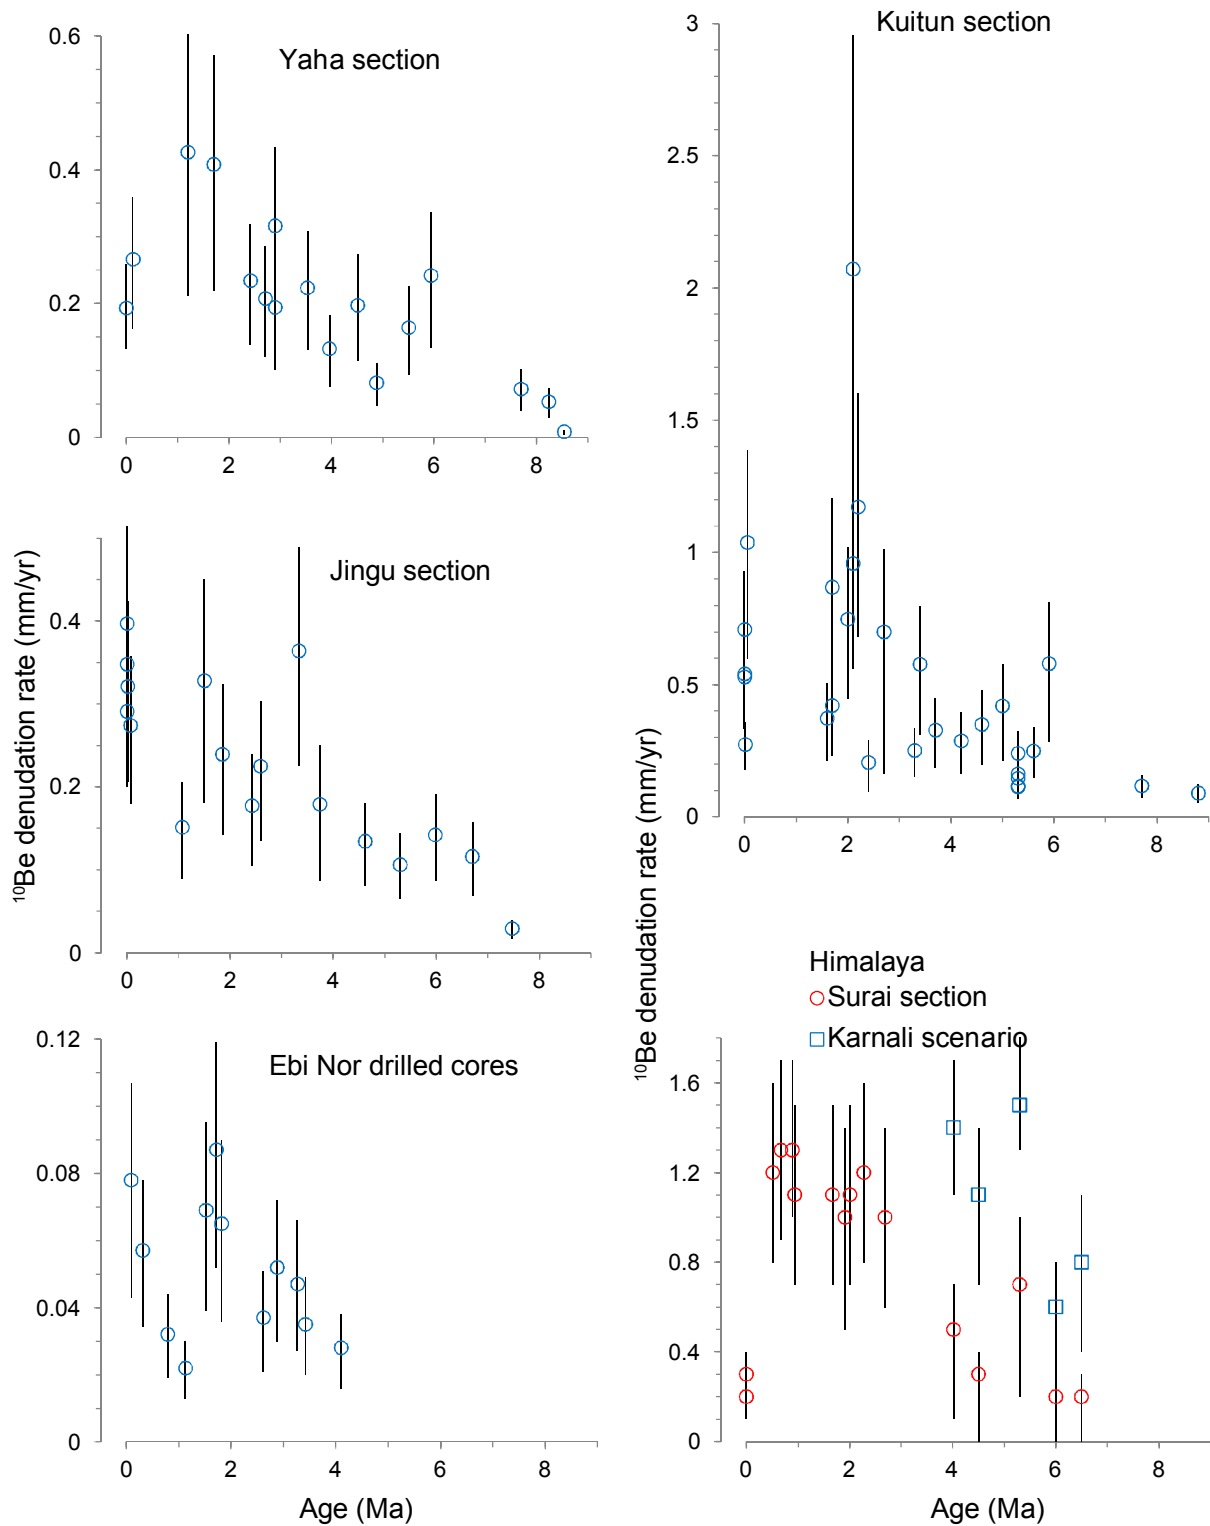 Yaha section
0.6
0.4
0.2
0
0 2 4 6 8
Jingu section
0.4
0.2
0
0 2 4 6 8
¹⁰Be denudation rate (mm/yr)
Ebi Nor drilled cores
0.12
0.08
0.04
0
0 2 4 6 8
Age (Ma)
Kuitun section
3
2.5
2
1.5
1
0.5
0
0 2 4 6 8
¹⁰Be denudation rate (mm/yr)
Himalaya
Surai section
Karnali scenario
1.6
1.2
0.8
0.4
0
0 2 4 6 8
Age (Ma)